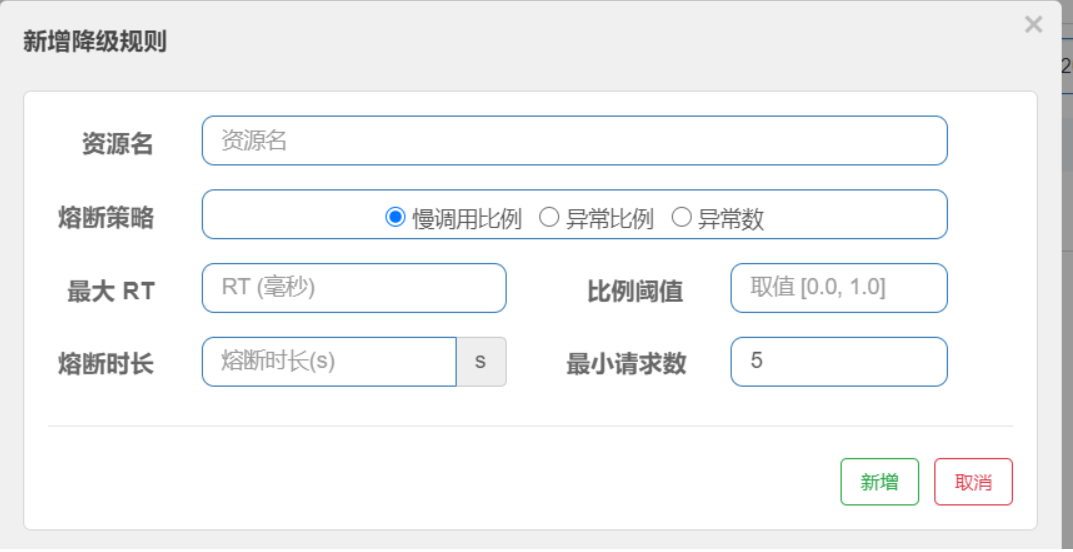 新增降级规则 ×
2
资源名 资源名
熔断策略 慢调用比例 异常比例 异常数
最大 RT RT (毫秒) 比例阈值 取值 [0.0, 1.0]
熔断时长 熔断时长(s) s 最小请求数 5
新增 取消